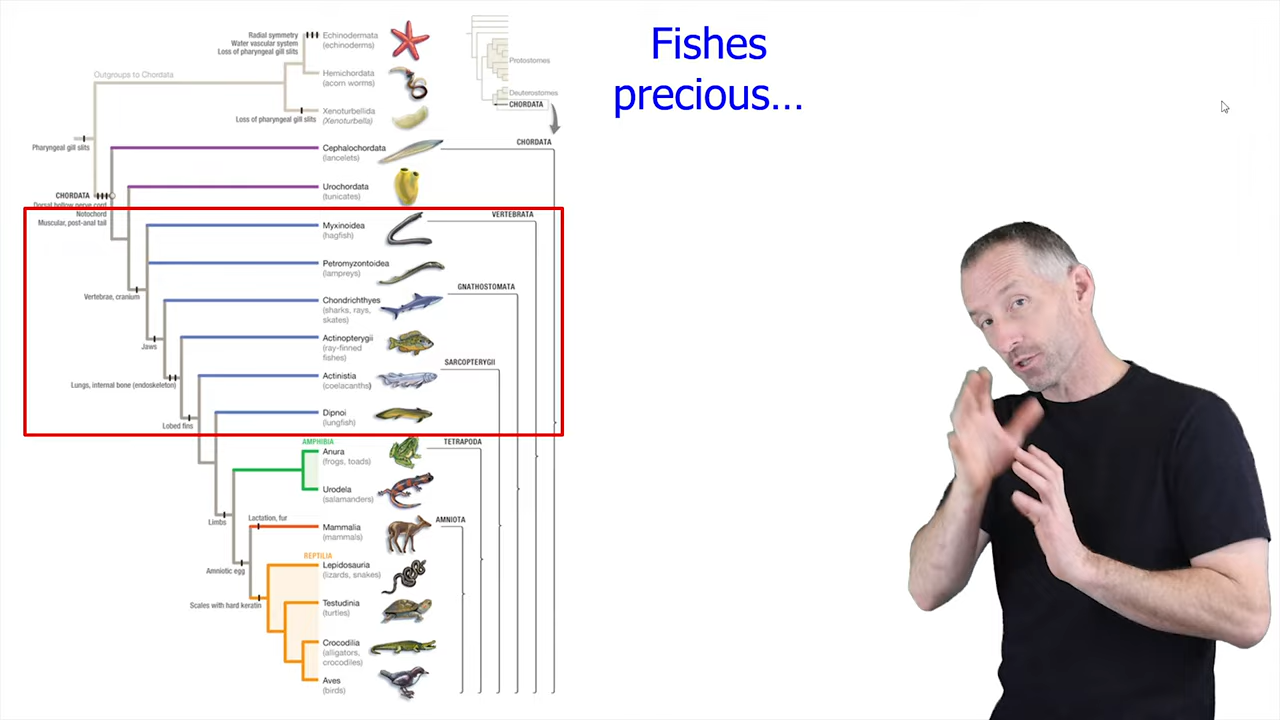 Fishes
precious...
Radial symmetry
Water vascular system
Loss of pharyngeal gill slits
Echinodermata
(echinoderms)
Protostomes
Outgroups to Chordata
Hemichordata
(acorn worms)
Deuterostomes
CHORDATA
Xenoturbellida
(Xenoturbella)
Loss of pharyngeal gill slits
Pharyngeal gill slits
CHORDATA
Cephalochordata
(lancelets)
Urochordata
(tunicates)
CHORDATA
Dorsal hollow nerve cord
Notochord
Muscular, post-anal tail
VERTEBRATA
Myxinoidea
(hagfish)
Petromyzontoidea
(lampreys)
Vertebrae, cranium
GNATHOSTOMATA
Chondrichthyes
(sharks, rays,
skates)
Jaws
Actinopterygii
(ray-finned
fishes)
SARCOPTERYGII
Lungs, internal bone (endoskeleton)
Actinistia
(coelacanths)
Lobed fins
Dipnoi
(lungfish)
AMPHIBIA
TETRAPODA
Anura
(frogs, toads)
Urodela
(salamanders)
Limbs
Lactation, fur
AMNIOTA
Mammalia
(mammals)
REPTILIA
Amniotic egg
Lepidosauria
(lizards, snakes)
Scales with hard keratin
Testudinia
(turtles)
Crocodilia
(alligators,
crocodiles)
Aves
(birds)